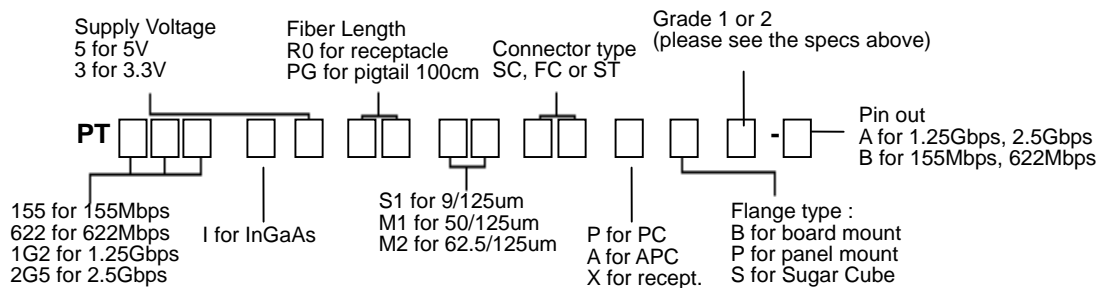 Supply Voltage
5 for 5V
3 for 3.3V
Fiber Length
R0 for receptacle
PG for pigtail 100cm
Connector type
SC, FC or ST
Grade 1 or 2
(please see the specs above)
PT
-
Pin out
A for 1.25Gbps, 2.5Gbps
B for 155Mbps, 622Mbps
155 for 155Mbps
622 for 622Mbps
1G2 for 1.25Gbps
2G5 for 2.5Gbps
I for InGaAs
S1 for 9/125um
M1 for 50/125um
M2 for 62.5/125um
P for PC
A for APC
X for recept.
Flange type :
B for board mount
P for panel mount
S for Sugar Cube